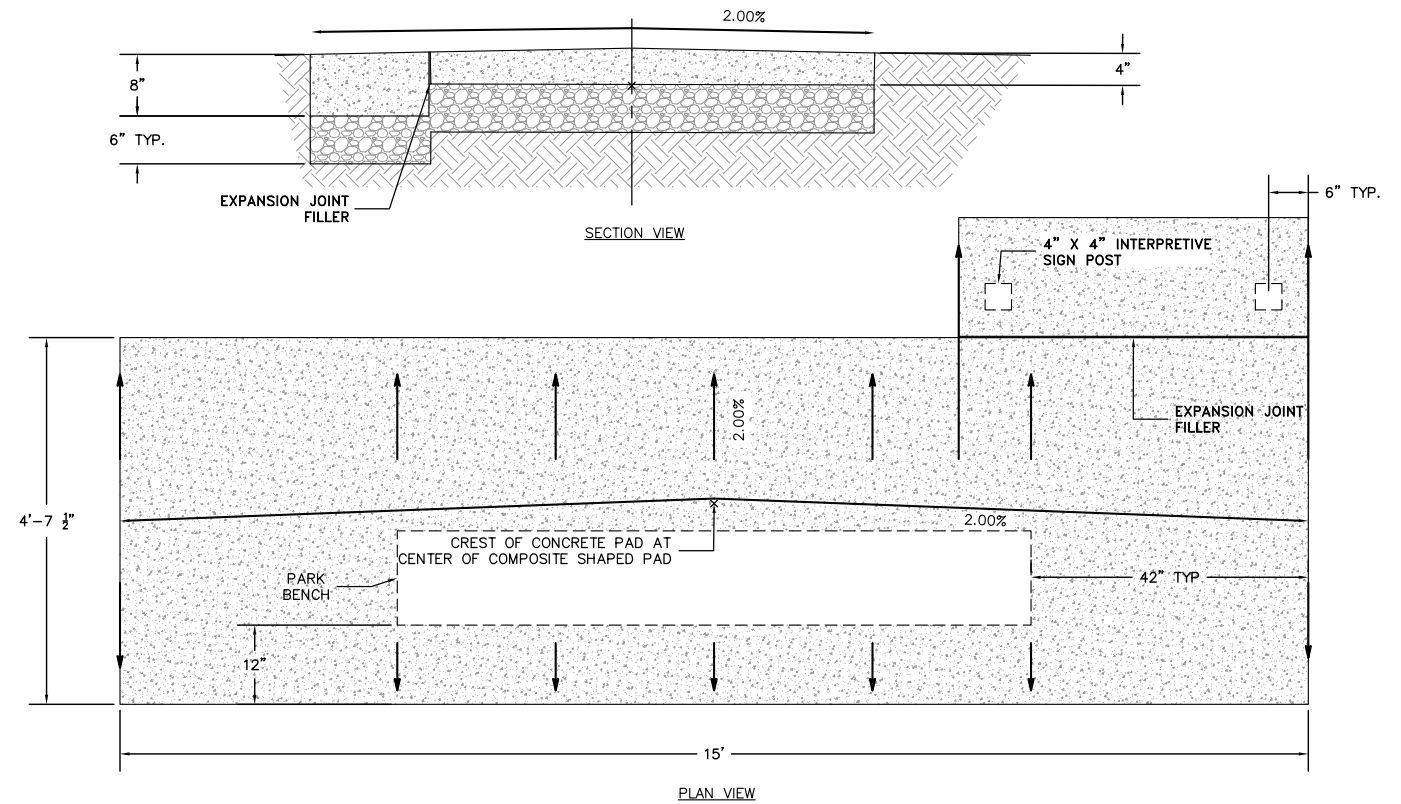 2.00%
8"
4"
6" TYP.
EXPANSION JOINT
FILLER
SECTION VIEW
6" TYP.
4" X 4" INTERPRETIVE
SIGN POST
2.00%
EXPANSION JOINT
FILLER
4'-7 ½"
2.00%
CREST OF CONCRETE PAD AT
CENTER OF COMPOSITE SHAPED PAD
PARK
BENCH
42" TYP
12"
15'
PLAN VIEW